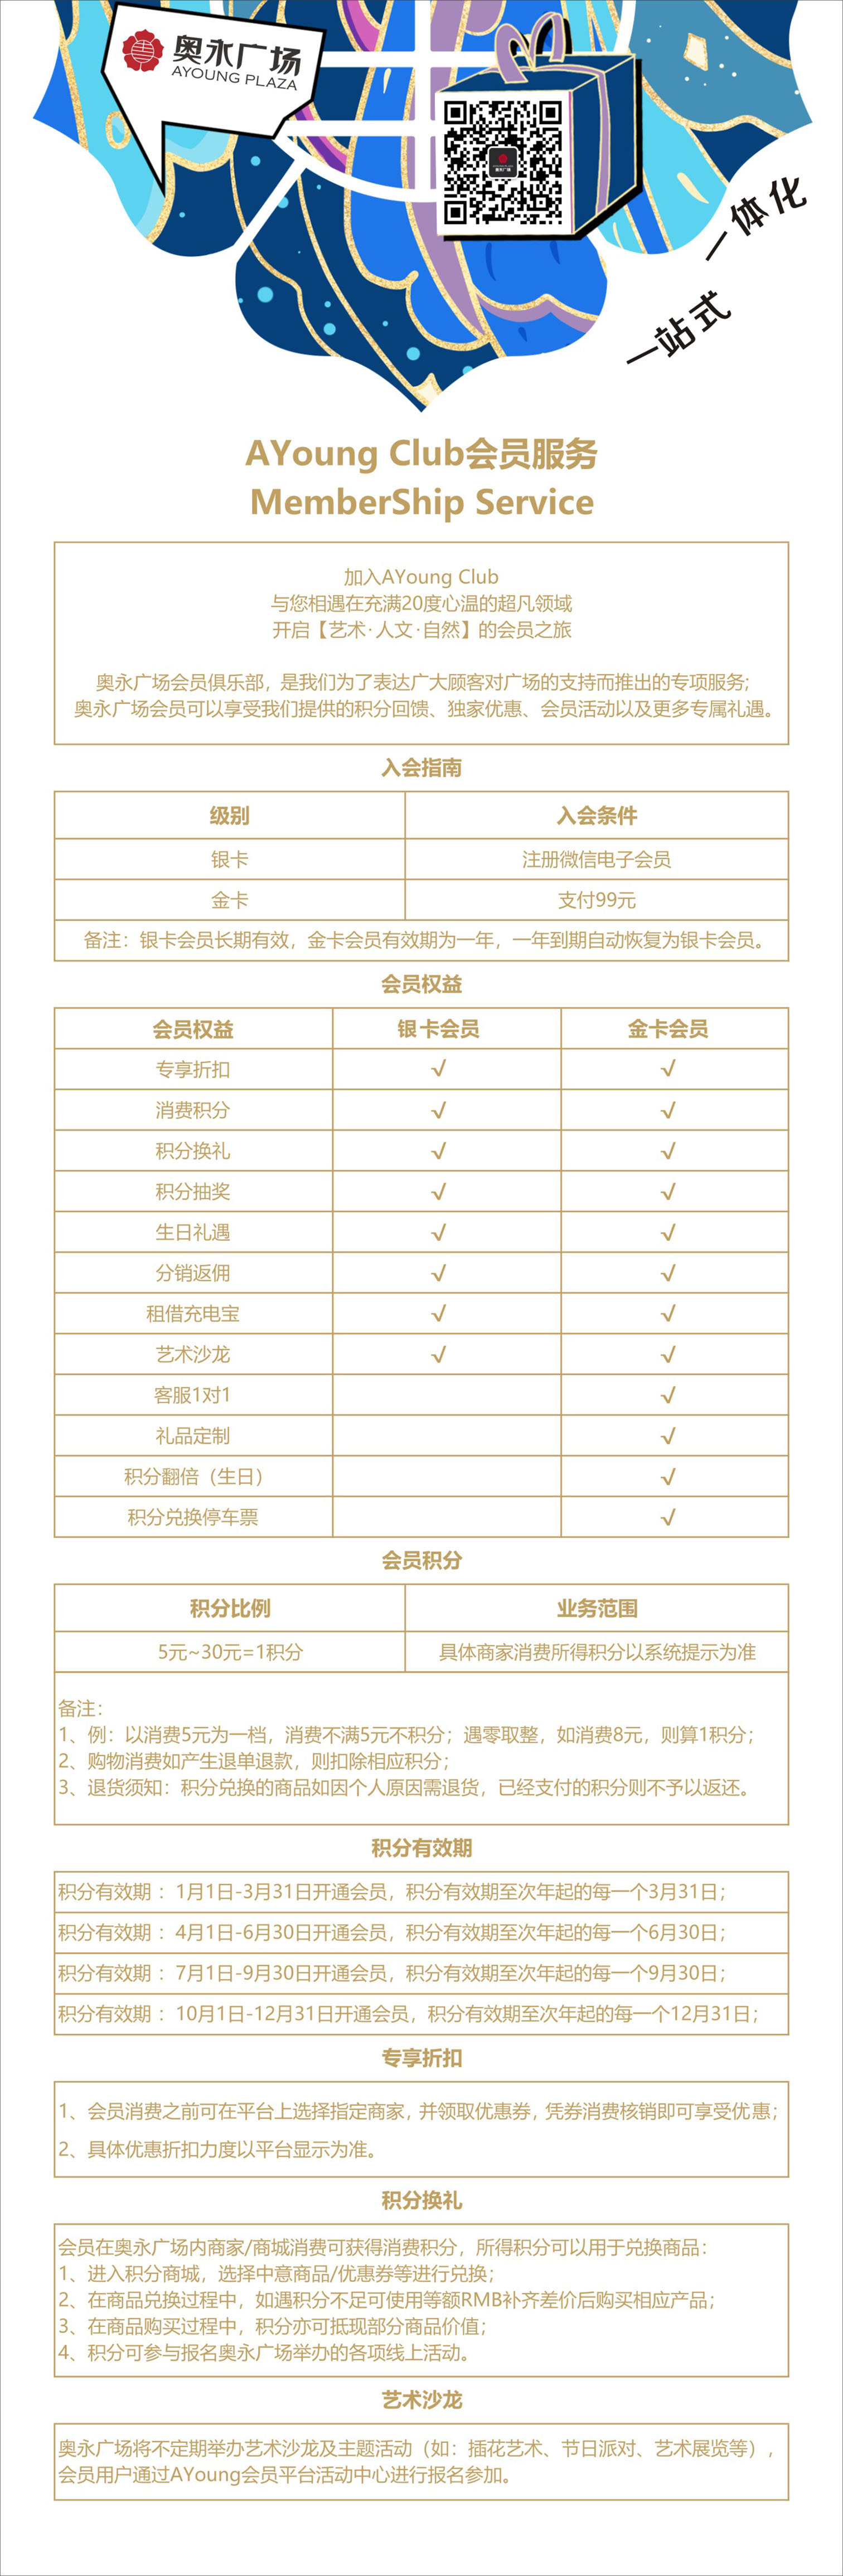 奥永广场
AYOUNG PLAZA
奥永广场
一体化
一站式
AYoung Club会员服务
MemberShip Service
加入AYoung Club
与您相遇在充满20度心温的超凡领域
开启【艺术·人文·自然】的会员之旅
奥永广场会员俱乐部，是我们为了表达广大顾客对广场的支持而推出的专项服务;
奥永广场会员可以享受我们提供的积分回馈、独家优惠、会员活动以及更多专属礼遇。
入会指南
级别 入会条件
银卡 注册微信电子会员
金卡 支付99元
备注：银卡会员长期有效，金卡会员有效期为一年，一年到期自动恢复为银卡会员。
会员权益
会员权益 银卡会员 金卡会员
专享折扣 √ √
消费积分 √ √
积分换礼 √ √
积分抽奖 √ √
生日礼遇 √ √
分销返佣 √ √
租借充电宝 √ √
艺术沙龙 √ √
客服1对1 √
礼品定制 √
积分翻倍（生日） √
积分兑换停车票 √
会员积分
积分比例 业务范围
5元~30元=1积分 具体商家消费所得积分以系统提示为准
备注：
1、例：以消费5元为一档，消费不满5元不积分；遇零取整，如消费8元，则算1积分；
2、购物消费如产生退单退款，则扣除相应积分；
3、退货须知：积分兑换的商品如因个人原因需退货，已经支付的积分则不予以返还。
积分有效期
积分有效期 ：1月1日-3月31日开通会员，积分有效期至次年起的每一个3月31日；
积分有效期 ：4月1日-6月30日开通会员，积分有效期至次年起的每一个6月30日；
积分有效期 ：7月1日-9月30日开通会员，积分有效期至次年起的每一个9月30日；
积分有效期 ：10月1日-12月31日开通会员，积分有效期至次年起的每一个12月31日；
专享折扣
1、会员消费之前可在平台上选择指定商家，并领取优惠券，凭券消费核销即可享受优惠；
2、具体优惠折扣力度以平台显示为准。
积分换礼
会员在奥永广场内商家/商城消费可获得消费积分，所得积分可以用于兑换商品：
1、进入积分商城，选择中意商品/优惠券等进行兑换；
2、在商品兑换过程中，如遇积分不足可使用等额RMB补齐差价后购买相应产品；
3、在商品购买过程中，积分亦可抵现部分商品价值；
4、积分可参与报名奥永广场举办的各项线上活动。
艺术沙龙
奥永广场将不定期举办艺术沙龙及主题活动（如：插花艺术、节日派对、艺术展览等），
会员用户通过AYoung会员平台活动中心进行报名参加。